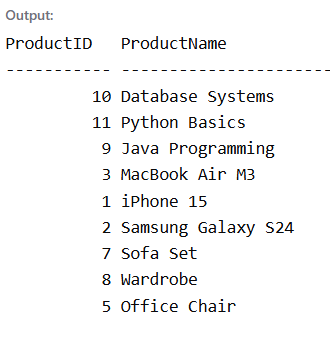 Output:
ProductID ProductName
----------- ----------------------
10 Database Systems
11 Python Basics
9 Java Programming
3 MacBook Air M3
1 iPhone 15
2 Samsung Galaxy S24
7 Sofa Set
8 Wardrobe
5 Office Chair